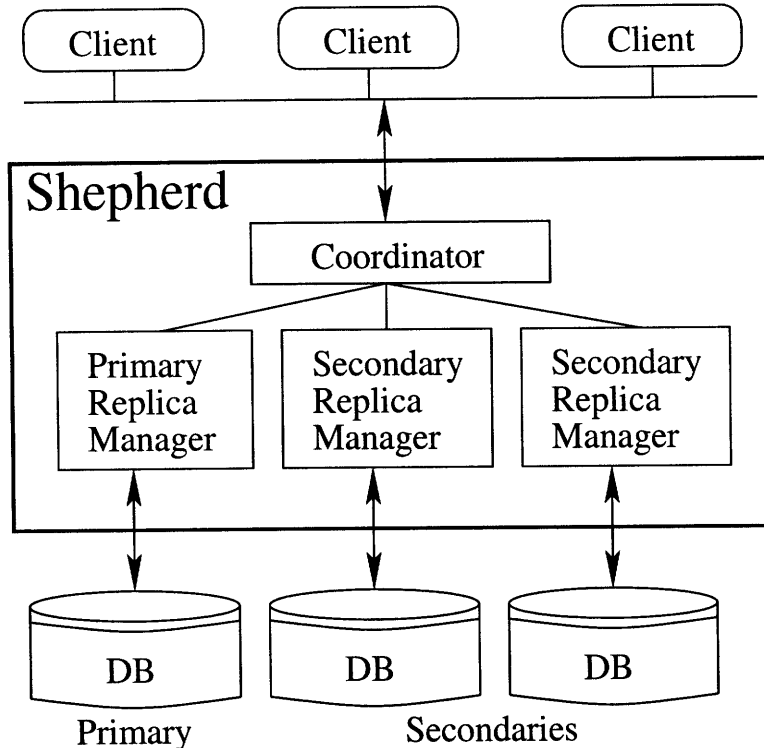 Client
Client
Client
Shepherd
Coordinator
Primary
Replica
Manager
Secondary
Replica
Manager
Secondary
Replica
Manager
DB
DB
DB
Primary
Secondaries